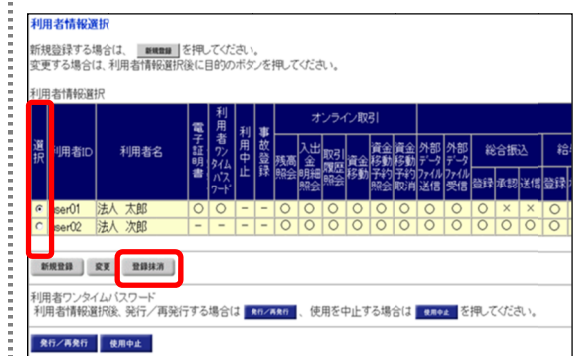 利用者情報選択
新規登録する場合は、 新規登録 を押してください。
変更する場合は、利用者情報選択後に目的のボタンを押してください。
利用者情報選択
選択 利用者ID 利用者名 電子証明書 利用者ワンタイムパスワード 利用中止 事故登録 オンライン取引
残高照会 入出金明細照会 取引履歴照会 資金移動 資金移動予約照会 資金移動予約取消 外部データファイル送信 外部データファイル受信 総合振込 給
登録 承認 送信 登録
user01 法人 太郎 ○ ○ － － ○ ○ ○ ○ ○ ○ ○ ○ ○ × × ○
user02 法人 次郎 － － － － ○ ○ ○ ○ ○ ○ ○ ○ ○ ○ ○ ○
新規登録 変更 登録抹消
利用者ワンタイムパスワード
利用者情報選択後、発行／再発行する場合は 発行／再発行 、使用を中止する場合は 使用中止 を押してください。
発行／再発行 使用中止